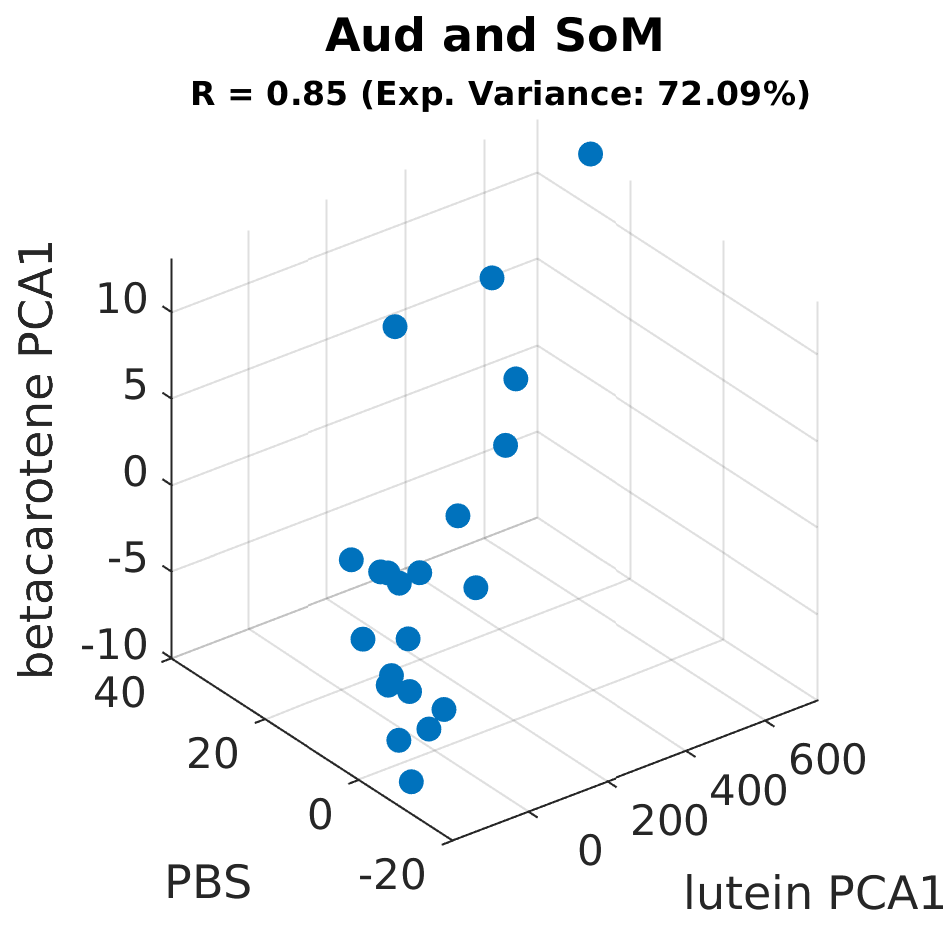 Aud and SoM
R = 0.85 (Exp. Variance: 72.09%)
betacarotene PCA1
10
5
0
-5
-10
40
20
0
-20
PBS
0
200
400
600
lutein PCA1